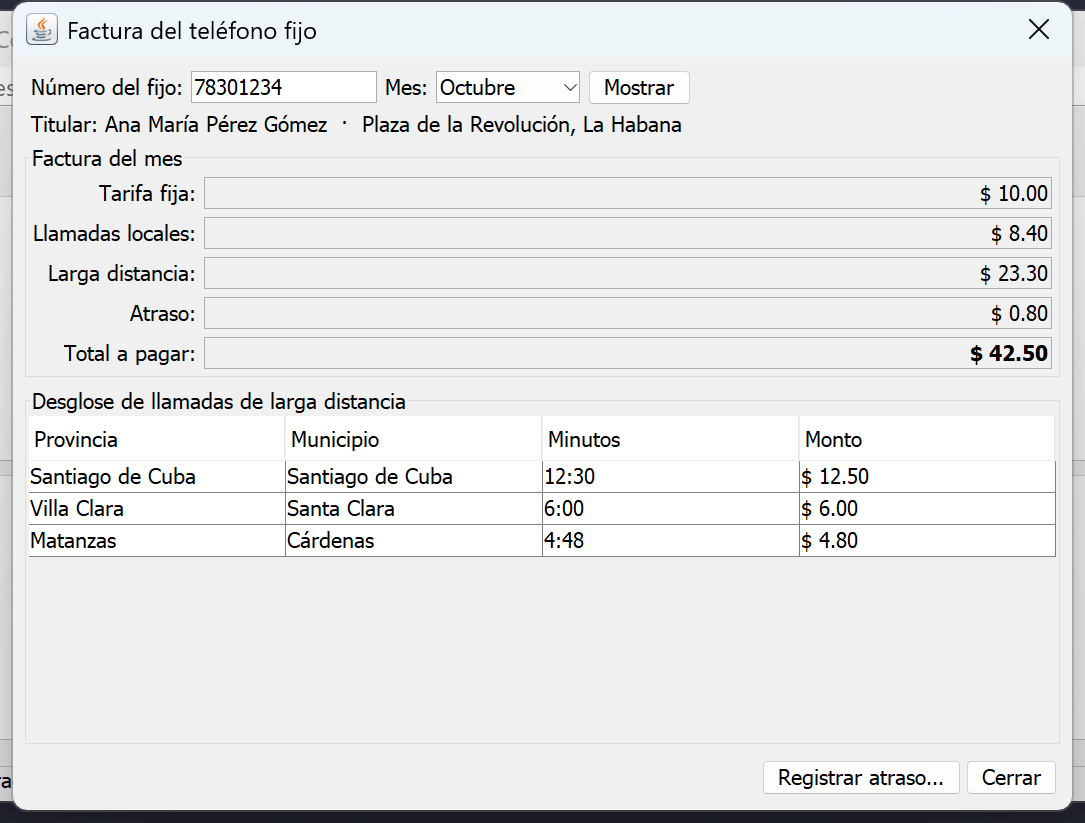 Factura del teléfono fijo
Número del fijo: 78301234 Mes: Octubre Mostrar
Titular: Ana María Pérez Gómez · Plaza de la Revolución, La Habana
Factura del mes
Tarifa fija: $ 10.00
Llamadas locales: $ 8.40
Larga distancia: $ 23.30
Atraso: $ 0.80
Total a pagar: $ 42.50
Desglose de llamadas de larga distancia
Provincia Municipio Minutos Monto
Santiago de Cuba Santiago de Cuba 12:30 $ 12.50
Villa Clara Santa Clara 6:00 $ 6.00
Matanzas Cárdenas 4:48 $ 4.80
Registrar atraso... Cerrar